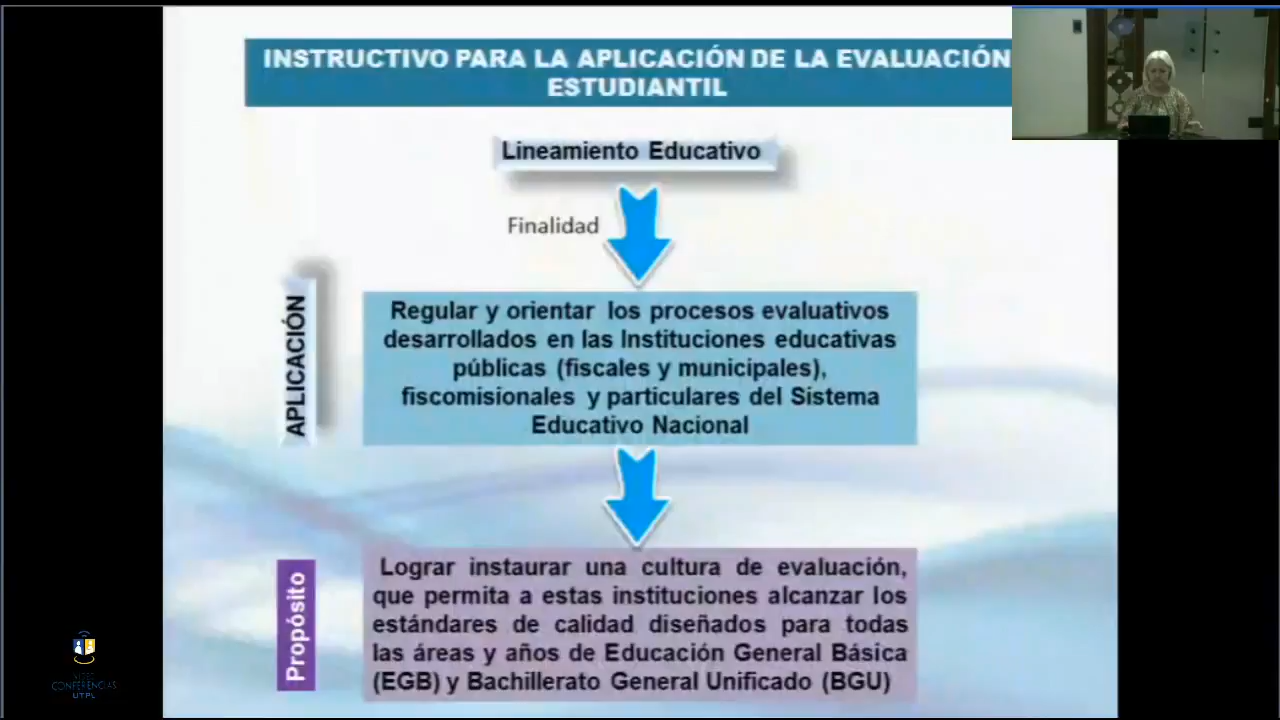 INSTRUCTIVO PARA LA APLICACIÓN DE LA EVALUACIÓN
ESTUDIANTIL
Lineamiento Educativo
Finalidad
APLICACIÓN
Regular y orientar los procesos evaluativos
desarrollados en las Instituciones educativas
públicas (fiscales y municipales),
fiscomisionales y particulares del Sistema
Educativo Nacional
Propósito
Lograr instaurar una cultura de evaluación,
que permita a estas instituciones alcanzar los
estándares de calidad diseñados para todas
las áreas y años de Educación General Básica
(EGB) y Bachillerato General Unificado (BGU)
VIDEO
CONFERENCIAS
UTPL